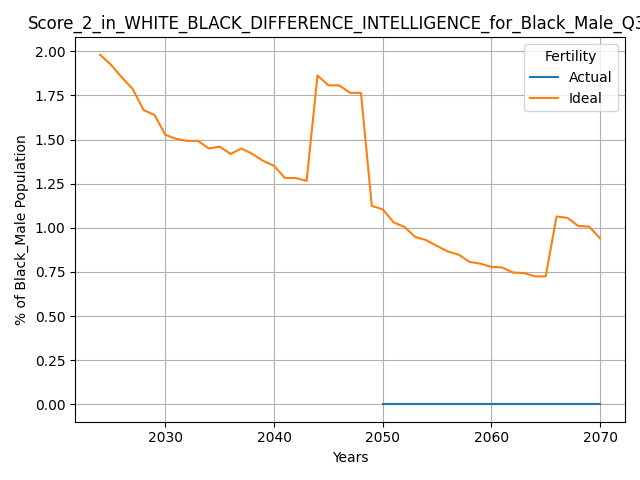 Score_2_in_WHITE_BLACK_DIFFERENCE_INTELLIGENCE_for_Black_Male_Q3
Fertility
Actual
Ideal
% of Black_Male Population
2.00
1.75
1.50
1.25
1.00
0.75
0.50
0.25
0.00
2030 2040 2050 2060 2070
Years